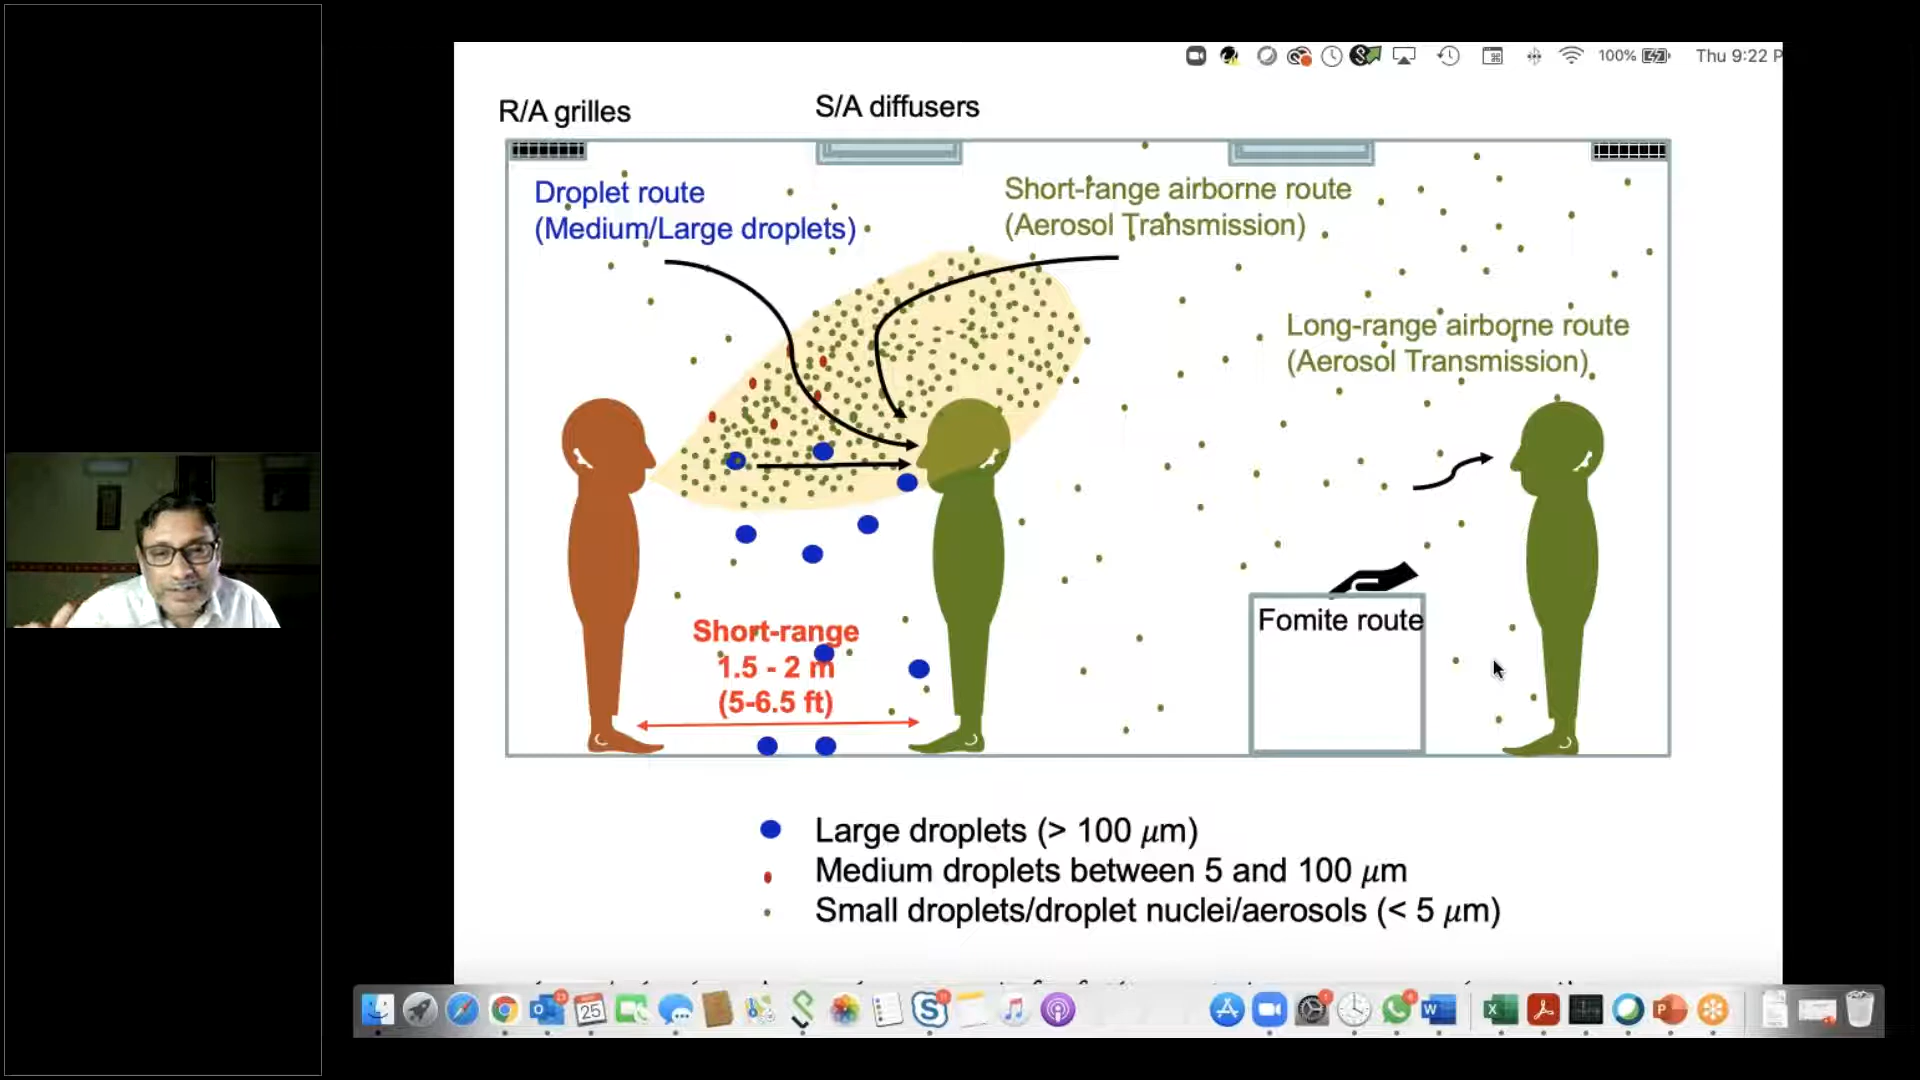 100%
Thu 9:22 P
R/A grilles
S/A diffusers
Droplet route
(Medium/Large droplets)
Short-range airborne route
(Aerosol Transmission)
Long-range airborne route
(Aerosol Transmission)
Short-range
1.5 - 2 m
(5-6.5 ft)
Fomite route
Large droplets (> 100 μm)
Medium droplets between 5 and 100 μm
Small droplets/droplet nuclei/aerosols (< 5 μm)
25